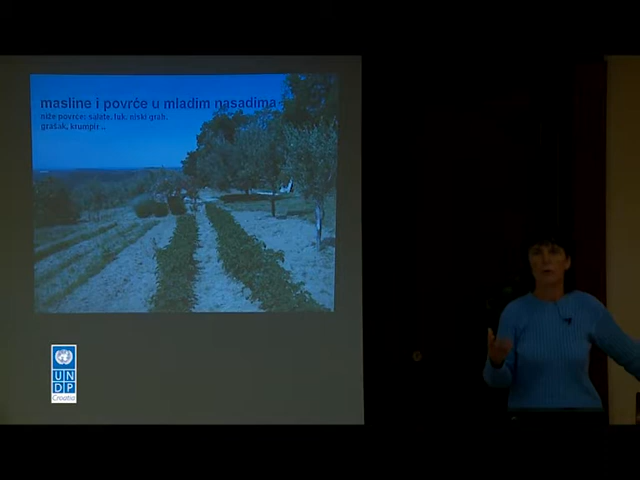 masline i povrće u mladim nasadima
niže povrće: salate, luk, niski grah,
grašak, krumpir...
UN
DP
Croatia